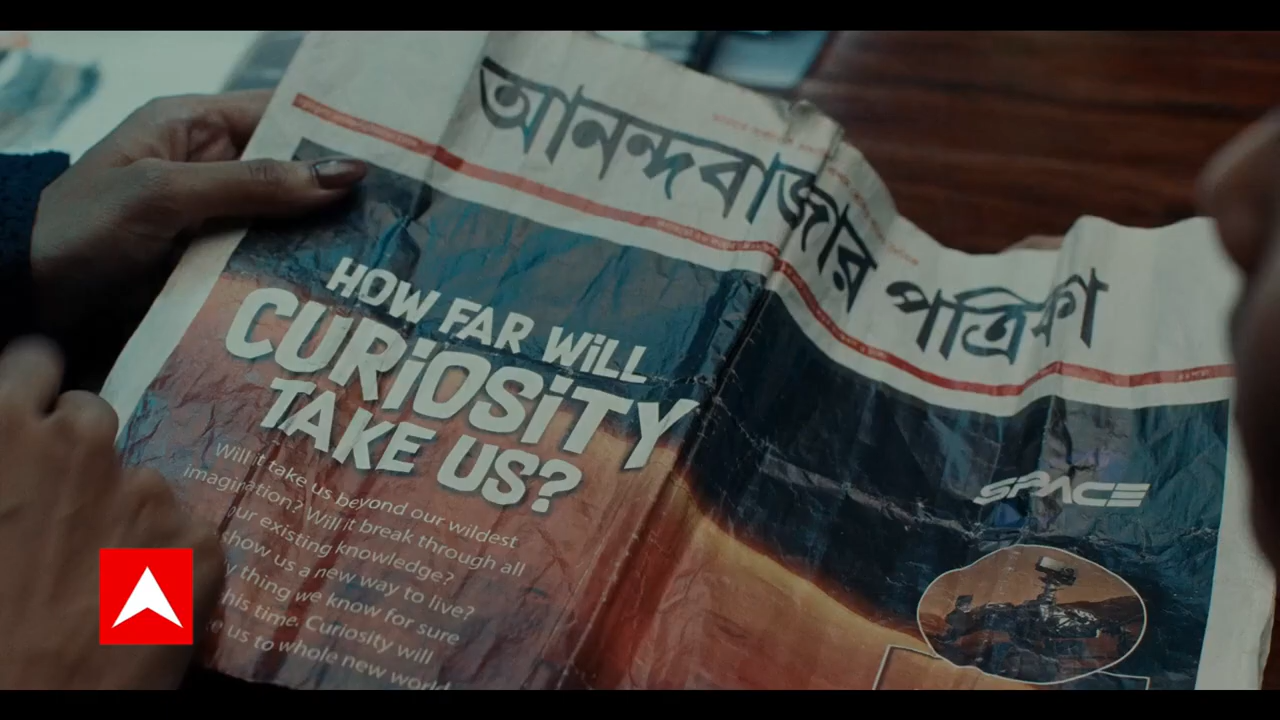 আনন্দবাজার পত্রিকা
HOW FAR WiLL
CURiOSiTY
TAKE US?
Will it take us beyond our wildest
imagination? Will it break through all
our existing knowledge?
show us a new way to live?
thing we know for sure
his time. Curiosity will
us to whole new world
SPACE